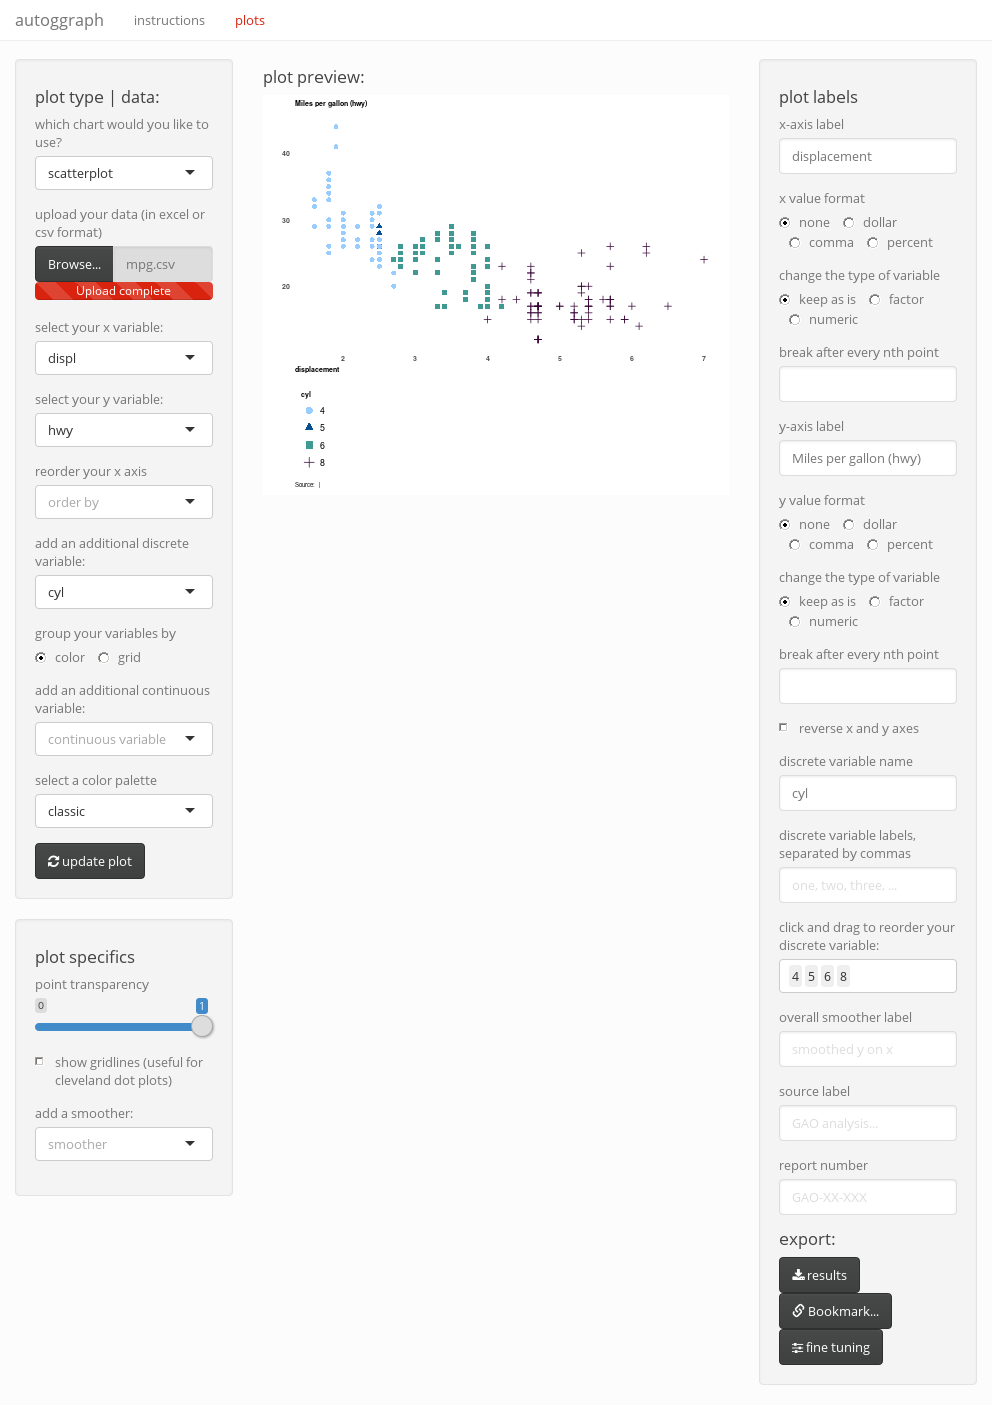 autoggraph instructions plots
plot type | data:
which chart would you like to
use?
scatterplot
upload your data (in excel or
csv format)
Browse... mpg.csv
Upload complete
select your x variable:
displ
select your y variable:
hwy
reorder your x axis
order by
add an additional discrete
variable:
cyl
group your variables by
color grid
add an additional continuous
variable:
continuous variable
select a color palette
classic
update plot
plot specifics
point transparency
0 1
show gridlines (useful for
cleveland dot plots)
add a smoother:
smoother
plot preview:
Miles per gallon (hwy)
40
30
20
2 3 4 5 6 7
displacement
cyl
4
5
6
8
Source: |
plot labels
x-axis label
displacement
x value format
none dollar
comma percent
change the type of variable
keep as is factor
numeric
break after every nth point
y-axis label
Miles per gallon (hwy)
y value format
none dollar
comma percent
change the type of variable
keep as is factor
numeric
break after every nth point
reverse x and y axes
discrete variable name
cyl
discrete variable labels,
separated by commas
one, two, three, ...
click and drag to reorder your
discrete variable:
4 5 6 8
overall smoother label
smoothed y on x
source label
GAO analysis...
report number
GAO-XX-XXX
export:
results
Bookmark...
fine tuning